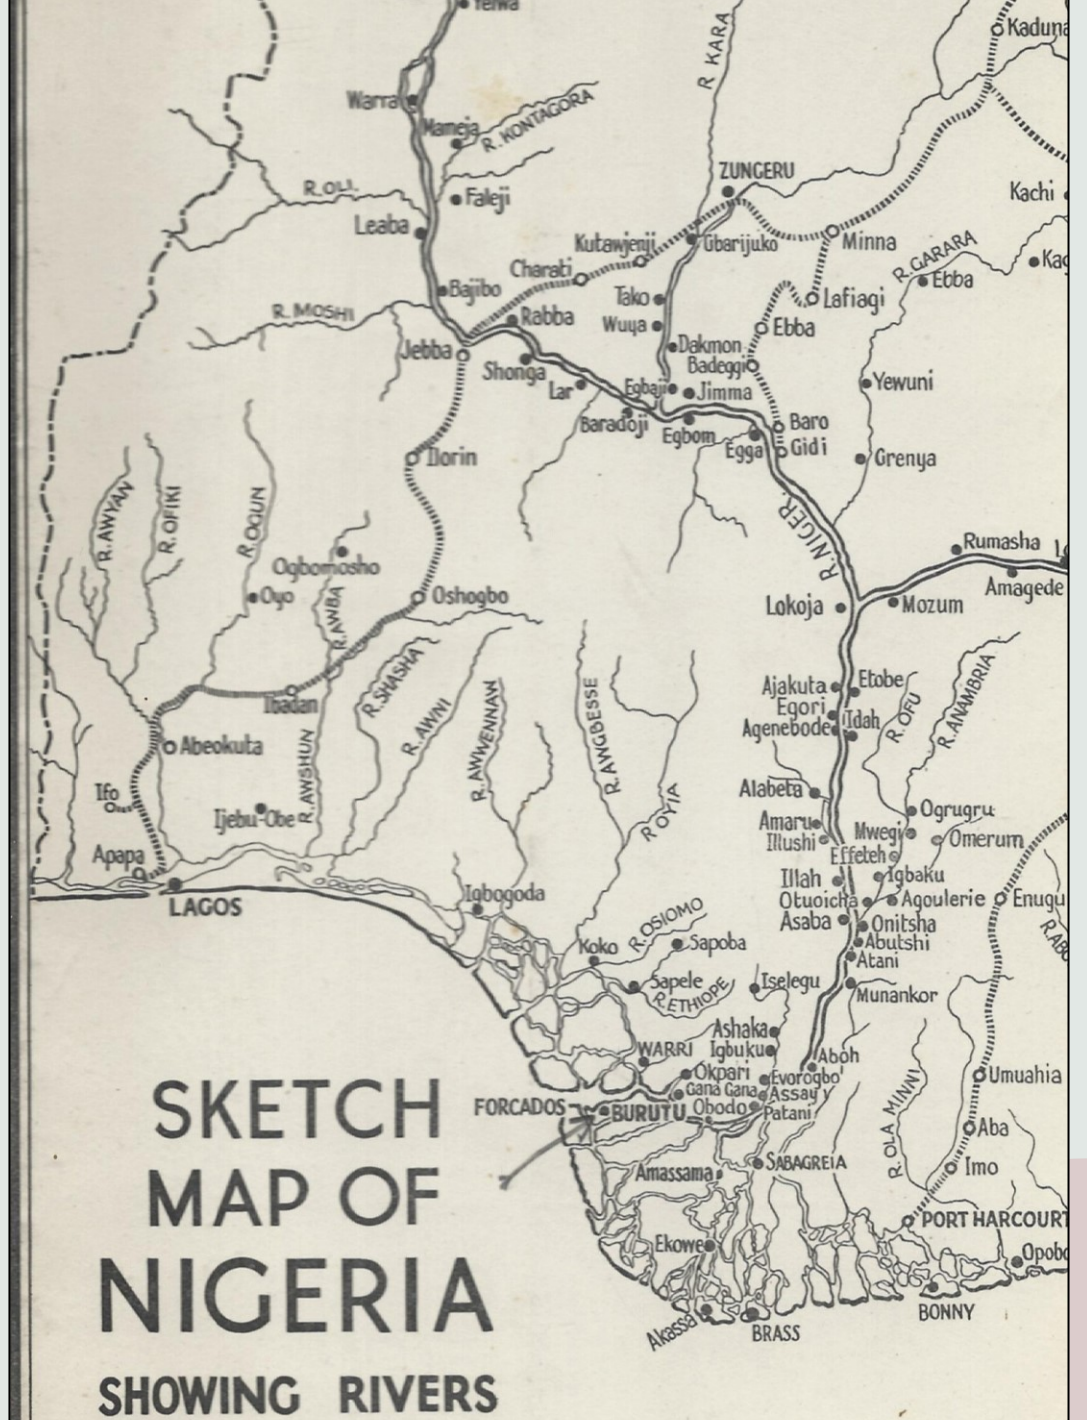 Yelwa
R KARA
Kaduna
Warra
Mameja
R. KONTAGORA
ZUNGERU
R. OLI.
Faleji
Kachi
Leaba
Kutawjenji
Gbarijuko
Minna
Charati
R. GARARA
Ebba
Bajibo
Tako
Lafiagi
R. MOSHI
Rabba
Wuya
Ebba
Jebba
Shonga
Dakmon
Badeggi
Lar
Egbaji
Jimma
Yewuni
Baradoji
Egbom
Egga
Baro
Gidi
Ilorin
Grenya
R. AWYAN
R. OFIKI
R. OGUN
R. NIGER
Rumasha
Ogbomosho
Amagede
Oyo
R. AWBA
Oshogbo
Lokoja
Mozum
R. SHASHA
Ibadan
R. AWNI
R. AWWENNAW
R. AWGBESSE
Ajakuta
Etobe
Egori
Idah
Agenebode
R. OFU
R. ANAMBRIA
Abeokuta
R. AWSHUN
Ifo
Ijebu-Obe
R OYIA
Alabeta
Ogrugru
Amaru
Mwegi
Illushi
Omerum
Apapa
Effeteh
LAGOS
Illah
Igbaku
Igbogoda
Otuoicha
Agoulerie
Enugu
Asaba
Onitsha
Koko
R. OSIOMO
Sapoba
Abutshi
Atani
Sapele
R. ETHIOPE
Iselegu
Munankor
Ashaka
WARRI
Igbuku
Aboh
Okpari
Evorogbo
Umuahia
Gana Gana
Assay
FORCADOS
BURUTU
Obodo
Patani
R. OLA MINNI
Aba
Amassama
SABAGREIA
Imo
PORT HARCOURT
Ekowe
Opobo
Akassa
BRASS
BONNY
SKETCH
MAP OF
NIGERIA
SHOWING RIVERS